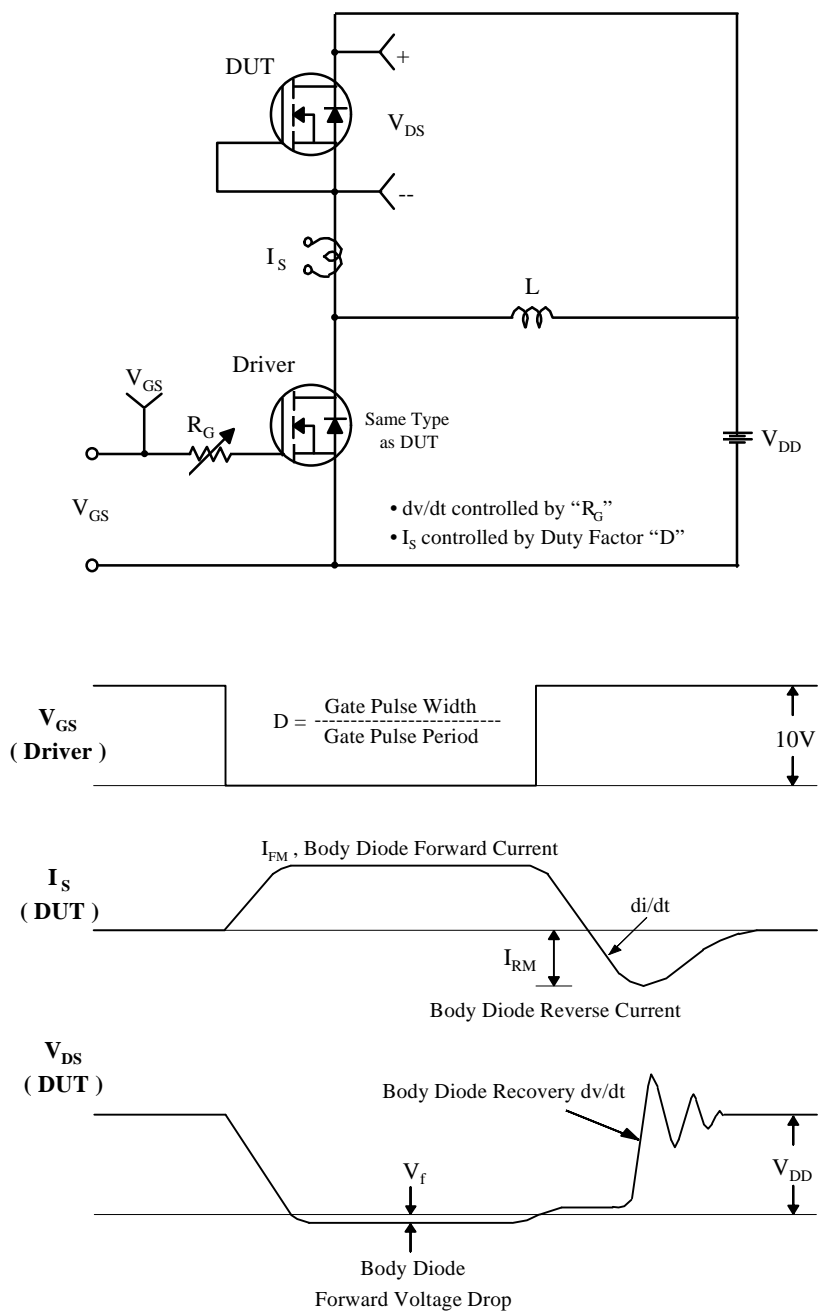 DUT
+
V_DS
--
I_S
L
Driver
V_GS
R_G
Same Type
as DUT
V_DD
V_GS
• dv/dt controlled by “R_G”
• I_S controlled by Duty Factor “D”
V_GS
( Driver )
D = Gate Pulse Width
--------------------------
Gate Pulse Period
10V
I_FM , Body Diode Forward Current
I_S
( DUT )
di/dt
I_RM
Body Diode Reverse Current
V_DS
( DUT )
Body Diode Recovery dv/dt
V_f
V_DD
Body Diode
Forward Voltage Drop